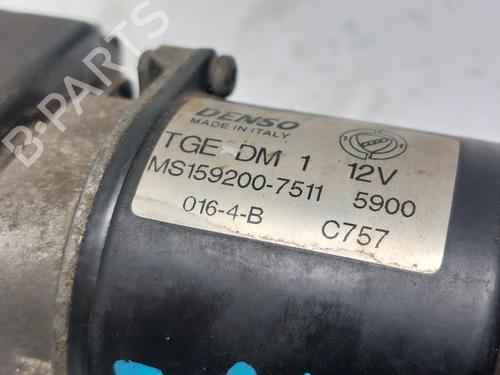 B-PARTS
DENSO
MADE IN ITALY
TGE DM 1 12V
MS159200-7511 5900
016-4-B C757